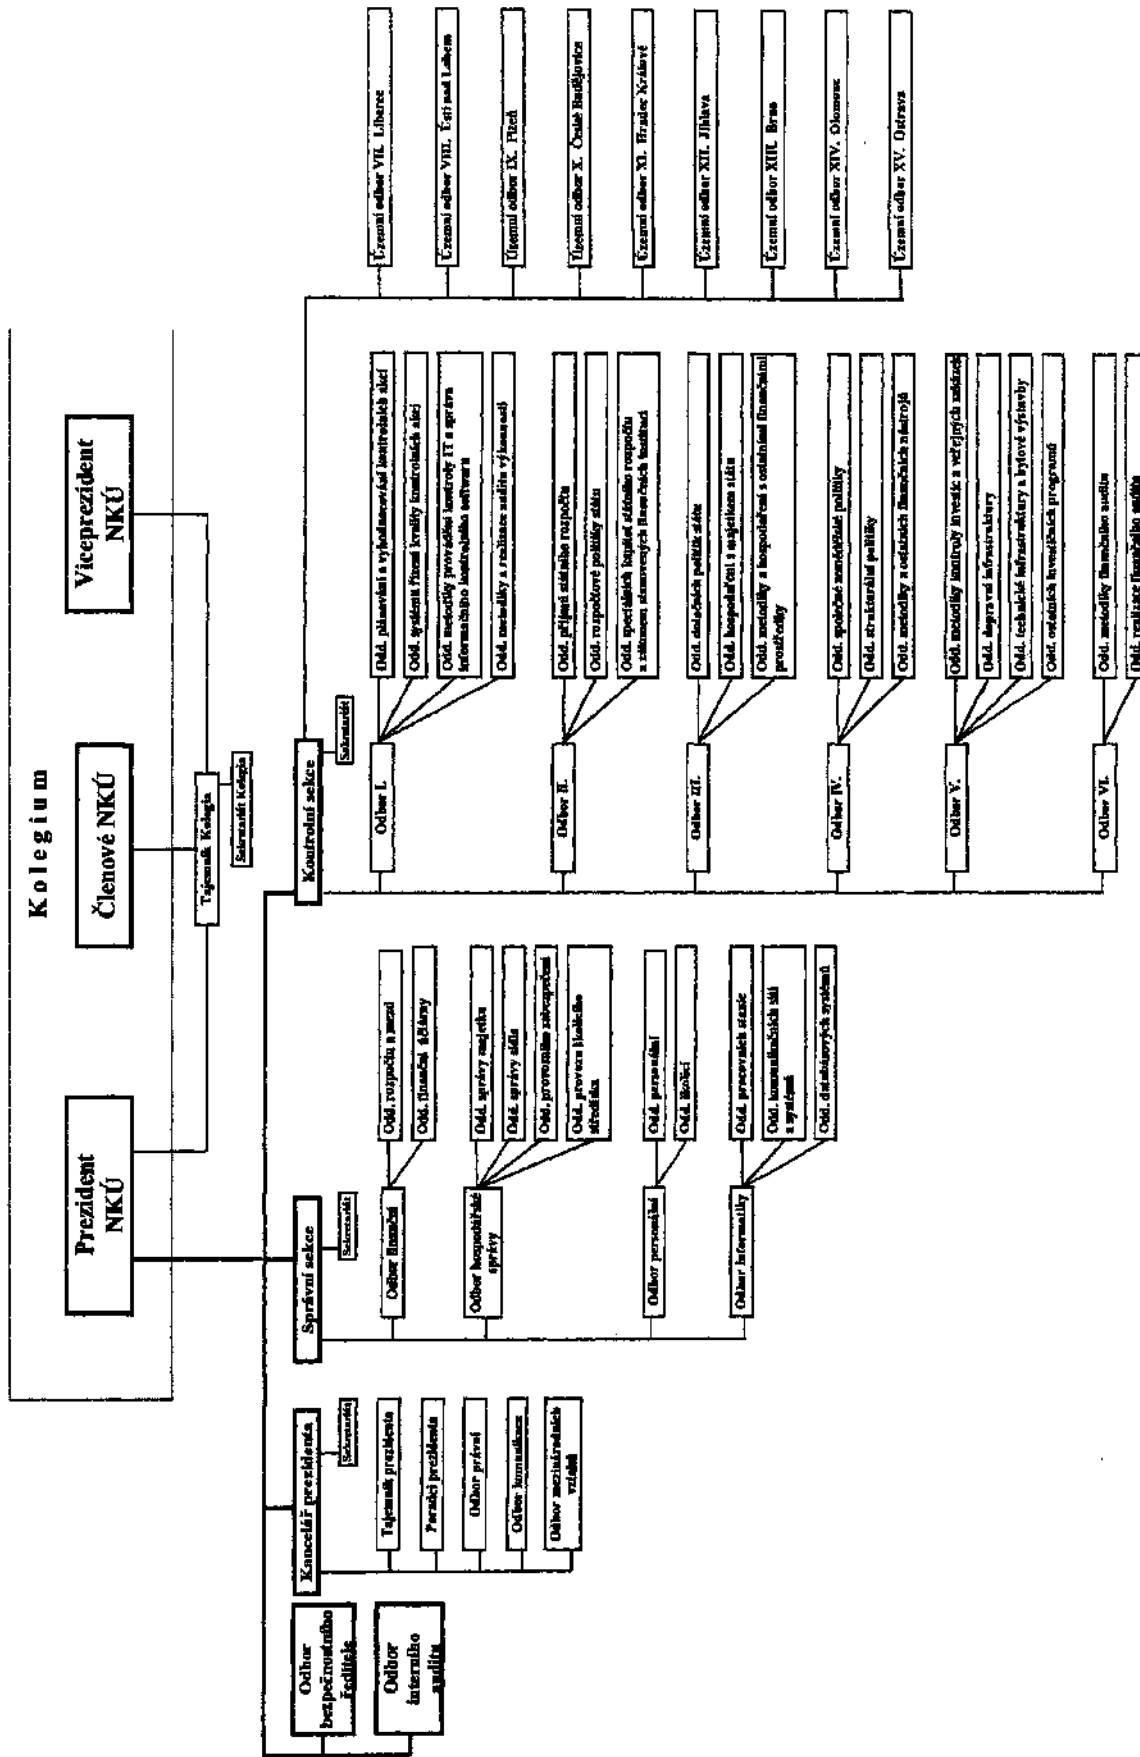 Kolegium
Prezident
NKÚ
Členové NKÚ
Viceprezident
NKÚ
Tajemník Kolegia
Sekretariát Kolegia
Odbor
bezpečnostního
ředitele
Odbor
interního
auditu
Kancelář prezidenta
Sekretariát
Tajemník prezidenta
Poradci prezidenta
Odbor právní
Odbor komunikace
Odbor mezinárodních
vztahů
Správní sekce
Sekretariát
Odbor finanční
Odd. rozpočtu a mezd
Odd. finanční účtárny
Odbor hospodářské
správy
Odd. správy majetku
Odd. správy sídla
Odd. provozního zabezpečení
Odd. provozu školicího
střediska
Odbor personální
Odd. personální
Odd. školicí
Odbor informatiky
Odd. pracovních stanic
Odd. komunikačních sítí
a systémů
Odd. databázových systémů
Kontrolní sekce
Sekretariát
Odbor I.
Odd. plánování a vyhodnocování kontrolních akcí
Odd. systému řízení kvality kontrolních akcí
Odd. metodiky provádění kontroly IT a správa
informačního kontrolního softwaru
Odd. metodiky a realizace auditu výkonnosti
Odbor II.
Odd. příjmů státního rozpočtu
Odd. rozpočtové politiky státu
Odd. speciálních kapitol státního rozpočtu
a zákonem stanovených finančních institucí
Odbor III.
Odd. dotačních politik státu
Odd. hospodaření s majetkem státu
Odd. metodiky a hospodaření s ostatními finančními
prostředky
Odbor IV.
Odd. společné zemědělské politiky
Odd. strukturální politiky
Odd. metodiky a ostatních finančních nástrojů
Odbor V.
Odd. metodiky kontroly investic a veřejných zakázek
Odd. dopravní infrastruktury
Odd. technické infrastruktury a bytové výstavby
Odd. ostatních investičních programů
Odbor VI.
Odd. metodiky finančního auditu
Odd. realizace finančního auditu
Územní odbor VII. Liberec
Územní odbor VIII. Ústí nad Labem
Územní odbor IX. Plzeň
Územní odbor X. České Budějovice
Územní odbor XI. Hradec Králové
Územní odbor XII. Jihlava
Územní odbor XIII. Brno
Územní odbor XIV. Olomouc
Územní odbor XV. Ostrava